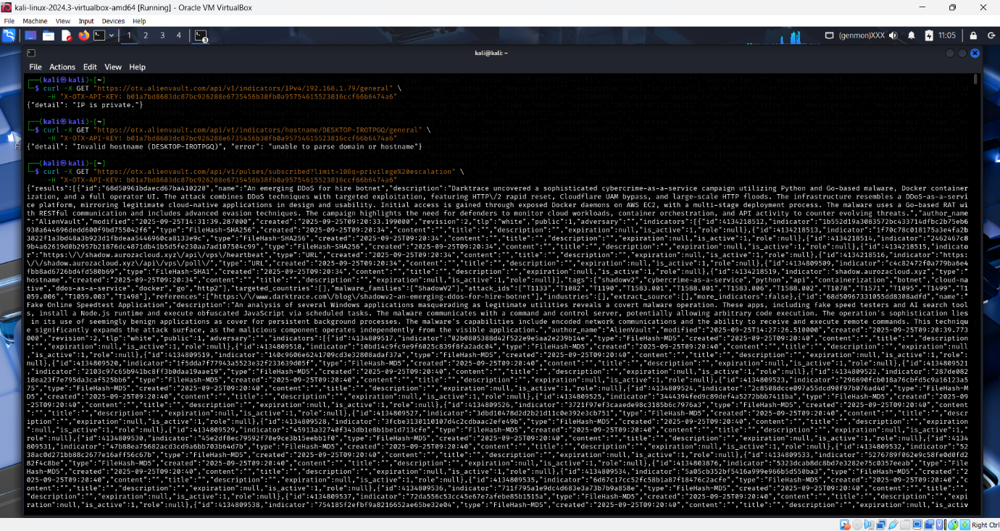 kali-linux-2024.3-virtualbox-amd64 [Running] - Oracle VM VirtualBox
File Machine View Input Devices Help
1 2 3 4 3 (genmon)XXX 11:05
kali@kali: ~
File Actions Edit View Help
┌──(kali㉿kali)-[~]
└─$ curl -X GET "https://otx.alienvault.com/api/v1/indicators/IPv4/192.168.1.79/general" \
-H "X-OTX-API-KEY: b01a7bd8683dc87bc926288e6735456b38fb0a95754615523816ccf66b6474a6"
{"detail": "IP is private."}
┌──(kali㉿kali)-[~]
└─$ curl -X GET "https://otx.alienvault.com/api/v1/indicators/hostname/DESKTOP-IROTPGQ/general" \
-H "X-OTX-API-KEY: b01a7bd8683dc87bc926288e6735456b38fb0a95754615523816ccf66b6474a6"
{"detail": "Invalid hostname (DESKTOP-IROTPGQ)", "error": "unable to parse domain or hostname"}
┌──(kali㉿kali)-[~]
└─$ curl -X GET "https://otx.alienvault.com/api/v1/pulses/subscribed?limit=10&q=privilege%20escalation" \
-H "X-OTX-API-KEY: b01a7bd8683dc87bc926288e6735456b38fb0a95754615523816ccf66b6474a6"
{"results":[{"id":"68d50961bdaecd67ba410220","name":"An emerging DDoS for hire botnet","description":"Darktrace uncovered a sophisticated cybercrime-as-a-service campaign utilizing Python and Go-based malware, Docker container
ization, and a full operator UI. The attack combines DDoS techniques with targeted exploitation, featuring HTTP\/2 rapid reset, Cloudflare UAM bypass, and large-scale HTTP floods. The infrastructure resembles a DDoS-as-a-servi
ce platform, mirroring legitimate cloud-native applications in design and usability. Initial access is gained through exposed Docker daemons on AWS EC2, with a multi-stage deployment process. The malware uses a Go-based RAT wi
th RESTful communication and includes advanced evasion techniques. The campaign highlights the need for defenders to monitor cloud workloads, container orchestration, and API activity to counter evolving threats.","author_name
":"AlienVault","modified":"2025-09-25T14:31:39.287000","created":"2025-09-25T09:20:33.199000","revision":2,"tlp":"white","public":1,"adversary":"","indicators":[{"id":4134218512,"indicator":"1b552d19a3083572bc433714dfbc2b75eb6
930a644696dedd600f9bd755042f6","type":"FileHash-SHA256","created":"2025-09-25T09:20:34","content":"","title":"","description":"","expiration":null,"is_active":1,"role":null},{"id":4134218513,"indicator":"1f70c78c018175a3e4fa2b
3822f1a3bd48a3b923d1fbdeaa5446960ca8133e9c","type":"FileHash-SHA256","created":"2025-09-25T09:20:34","content":"","title":"","description":"","expiration":null,"is_active":1,"role":null},{"id":4134218514,"indicator":"2462467c8
9b4a62619d0b2957b21876dc4871db41b5d5fe230aa7ad107504c99","type":"FileHash-SHA256","created":"2025-09-25T09:20:34","content":"","title":"","description":"","expiration":null,"is_active":1,"role":null},{"id":4134218515,"indicato
r":"https:\/\/shadow.aurozacloud.xyz\/api\/vps\/heartbeat","type":"URL","created":"2025-09-25T09:20:34","content":"","title":"","description":"","expiration":null,"is_active":1,"role":null},{"id":4134218516,"indicator":"https:
\/\/shadow.aurozacloud.xyz\/api\/vps\/poll\/","type":"URL","created":"2025-09-25T09:20:34","content":"","title":"","description":"","expiration":null,"is_active":1,"role":null},{"id":4134809509,"indicator":"c4c82472f0a779ba6e4
fbb8ad6726bd4fd580b69","type":"FileHash-SHA1","created":"2025-09-25T09:20:34","content":"","title":"","description":"","expiration":null,"is_active":1,"role":null},{"id":4134218519,"indicator":"shadow.aurozacloud.xyz","type":"
hostname","created":"2025-09-25T09:20:34","content":"","title":"","description":"","expiration":null,"is_active":1,"role":null}],"tags":["shadowv2","cybercrime-as-a-service","python","api","containerization","botnet","cloud-na
tive","ddos-as-a-service","docker","go","http2"],"targeted_countries":[],"malware_families":["ShadowV2"],"attack_ids":["T1133","T1082","T1190","T1583.001","T1588.001","T1583.006","T1588.002","T1078","T1571","T1095","T1499","T1
059.006","T1059.003","T1498"],"references":["https:\/\/www.darktrace.com\/blog\/shadowv2-an-emerging-ddos-for-hire-botnet"],"industries":[],"extract_source":[],"more_indicators":false},{"id":"68d50967331055dd8308adfd","name":"
Fake Online Speedtest Application","description":"An analysis of several Windows applications masquerading as legitimate utilities reveals a covert malware operation. These apps, including fake speed testers and AI search tool
s, install a Node.js runtime and execute obfuscated JavaScript via scheduled tasks. The malware communicates with a command and control server, potentially allowing arbitrary code execution. The operation's sophistication lies
in its use of seemingly benign applications as cover for persistent background processes. The malware's capabilities include encoded network communications and the ability to receive and execute remote commands. This techniqu
e significantly expands the attack surface, as the malicious component operates independently from the visible application.","author_name":"AlienVault","modified":"2025-09-25T14:27:26.510000","created":"2025-09-25T09:20:39.773
000","revision":2,"tlp":"white","public":1,"adversary":"","indicators":[{"id":4134809517,"indicator":"02b0805388d42f522e9e5aa2e239b14e","type":"FileHash-MD5","created":"2025-09-25T09:20:40","content":"","title":"","description
":"","expiration":null,"is_active":1,"role":null},{"id":4134809518,"indicator":"10bd14c9fc9e9f6025c839f8fa2adc04","type":"FileHash-MD5","created":"2025-09-25T09:20:40","content":"","title":"","description":"","expiration":null
,"is_active":1,"role":null},{"id":4134809519,"indicator":"140c9606e6241709cd3e32808adaf37a","type":"FileHash-MD5","created":"2025-09-25T09:20:40","content":"","title":"","description":"","expiration":null,"is_active":1,"role":
null},{"id":4134809520,"indicator":"1f5dda7f77943a5523e32f233639d05f","type":"FileHash-MD5","created":"2025-09-25T09:20:40","content":"","title":"","description":"","expiration":null,"is_active":1,"role":null},{"id":4134809521
,"indicator":"2103c97c65b941bc8ff3b0daa19aae19","type":"FileHash-MD5","created":"2025-09-25T09:20:40","content":"","title":"","description":"","expiration":null,"is_active":1,"role":null},{"id":4134809522,"indicator":"287de082
18ea23f7e795da3caf525bb6","type":"FileHash-MD5","created":"2025-09-25T09:20:40","content":"","title":"","description":"","expiration":null,"is_active":1,"role":null},{"id":4134809523,"indicator":"296690fcb018a76cbfd5c9a16123a5
75","type":"FileHash-MD5","created":"2025-09-25T09:20:40","content":"","title":"","description":"","expiration":null,"is_active":1,"role":null},{"id":4134809524,"indicator":"2c8508dcce097a55dcd90f97b076ad4d","type":"FileHash-M
D5","created":"2025-09-25T09:20:40","content":"","title":"","description":"","expiration":null,"is_active":1,"role":null},{"id":4134809525,"indicator":"3444394fed9c89def4a5272bbb7411ba","type":"FileHash-MD5","created":"2025-09
-25T09:20:40","content":"","title":"","description":"","expiration":null,"is_active":1,"role":null},{"id":4134809526,"indicator":"3721f97ef3caaede98c3185b6c7976a3","type":"FileHash-MD5","created":"2025-09-25T09:20:40","content
":"","title":"","description":"","expiration":null,"is_active":1,"role":null},{"id":4134809527,"indicator":"3dbd10478d2d2b21d11c0e392e3cb751","type":"FileHash-MD5","created":"2025-09-25T09:20:40","content":"","title":"","descr
iption":"","expiration":null,"is_active":1,"role":null},{"id":4134809528,"indicator":"3fcbe3130110107d4c2cdbaac2efe49b","type":"FileHash-MD5","created":"2025-09-25T09:20:40","content":"","title":"","description":"","expiration
":null,"is_active":1,"role":null},{"id":4134809529,"indicator":"45913a32740f343db1e8b1be1d713cfe","type":"FileHash-MD5","created":"2025-09-25T09:20:40","content":"","title":"","description":"","expiration":null,"is_active":1,"
role":null},{"id":4134809530,"indicator":"45e2df8ec79592f70e9ce3b15eebb1f0","type":"FileHash-MD5","created":"2025-09-25T09:20:40","content":"","title":"","description":"","expiration":null,"is_active":1,"role":null},{"id":4134
809531,"indicator":"47b88ea75682acd3cd9a6bb703b64d7b","type":"FileHash-MD5","created":"2025-09-25T09:20:40","content":"","title":"","description":"","expiration":null,"is_active":1,"role":null},{"id":4134809532,"indicator":"52
38ac0d271bb88c2677e16aff56c67b","type":"FileHash-MD5","created":"2025-09-25T09:20:40","content":"","title":"","description":"","expiration":null,"is_active":1,"role":null},{"id":4134809533,"indicator":"5276789f062e9c58fe0d0fd2
82f4c8be","type":"FileHash-MD5","created":"2025-09-25T09:20:40","content":"","title":"","description":"","expiration":null,"is_active":1,"role":null},{"id":4134803876,"indicator":"5323dcab8dc8bd7e3282e75c0357eeab","type":"File
Hash-MD5","created":"2025-09-25T09:20:40","content":"","title":"","description":"","expiration":null,"is_active":1,"role":null},{"id":4134809534,"indicator":"5a05cb352bf5416a999e966b5d550ba3","type":"FileHash-MD5","created":"2
025-09-25T09:20:40","content":"","title":"","description":"","expiration":null,"is_active":1,"role":null},{"id":4134809535,"indicator":"6d67c17cc52fc58b1a87f18476c2acfe","type":"FileHash-MD5","created":"2025-09-25T09:20:40","c
ontent":"","title":"","description":"","expiration":null,"is_active":1,"role":null},{"id":4134809536,"indicator":"711f795a1e9dc4d683e3a73b7b9a858e","type":"FileHash-MD5","created":"2025-09-25T09:20:40","content":"","title":"",
"description":"","expiration":null,"is_active":1,"role":null},{"id":4134809537,"indicator":"72da556c53cc45e67e7afebe85b1515a","type":"FileHash-MD5","created":"2025-09-25T09:20:40","content":"","title":"","description":"","expi
ration":null,"is_active":1,"role":null},{"id":4134809538,"indicator":"7754185f2efbf9a8216652a2eeb3e04","type":"FileHash-MD5","created":"2025-09-25T09:20:40","content":"","title":"","description":"","expiration":null,"is_activ
Right Ctrl